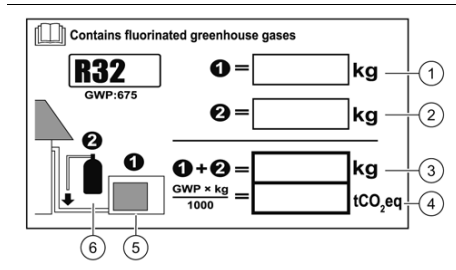 Contains fluorinated greenhouse gases
R32
GWP:675
❶ = kg
❷ = kg
❶ + ❷ = kg
GWP × kg
1000
= tCO₂eq
❷
❶
1
2
3
4
5
6